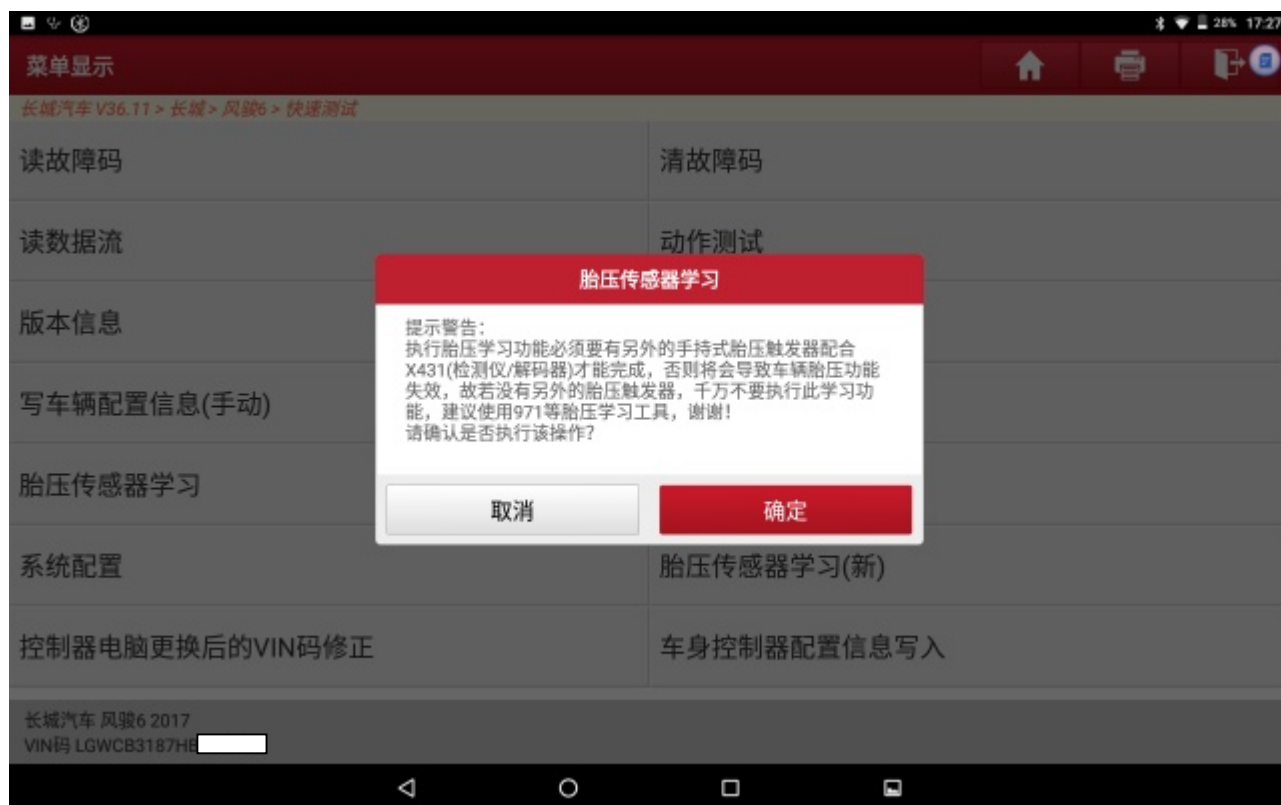 28% 17:27
菜单显示
长城汽车 V36.11 > 长城 > 风骏6 > 快速测试
读故障码
清故障码
读数据流
动作测试
版本信息
写车辆配置信息(手动)
胎压传感器学习
系统配置
胎压传感器学习(新)
控制器电脑更换后的VIN码修正
车身控制器配置信息写入
胎压传感器学习
提示警告：
执行胎压学习功能必须要有另外的手持式胎压触发器配合
X431(检测仪/解码器)才能完成，否则将会导致车辆胎压功能
失效，故若没有另外的胎压触发器，千万不要执行此学习功
能，建议使用971等胎压学习工具，谢谢！
请确认是否执行该操作？
取消
确定
长城汽车 风骏6 2017
VIN码 LGWCB3187HB